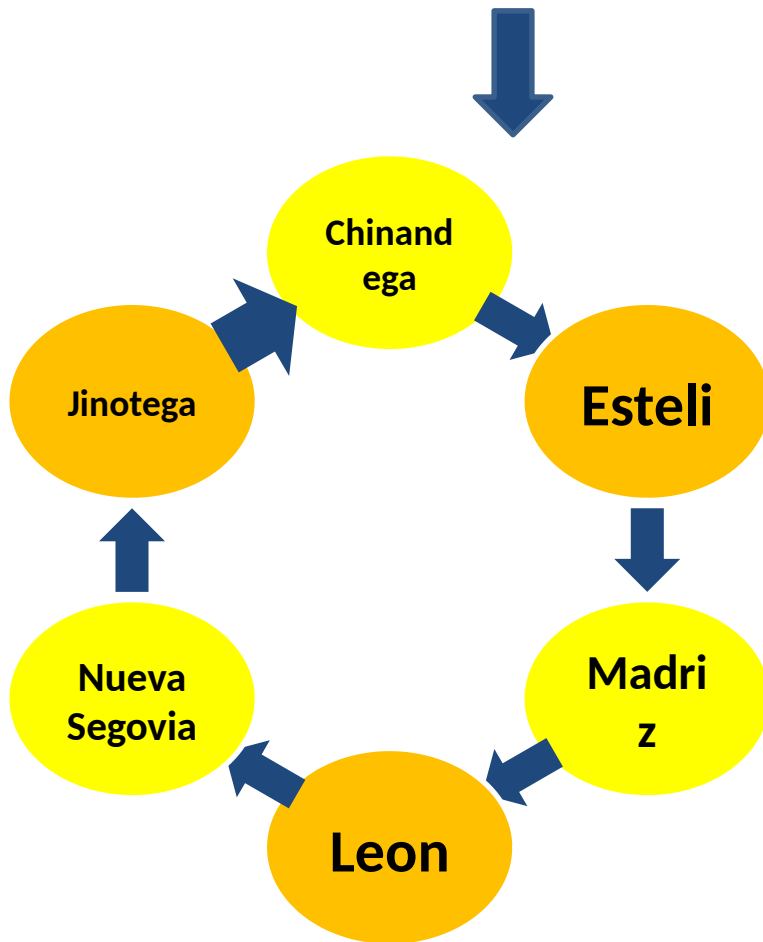 Chinand
ega
Esteli
Madri
z
Leon
Nueva
Segovia
Jinotega